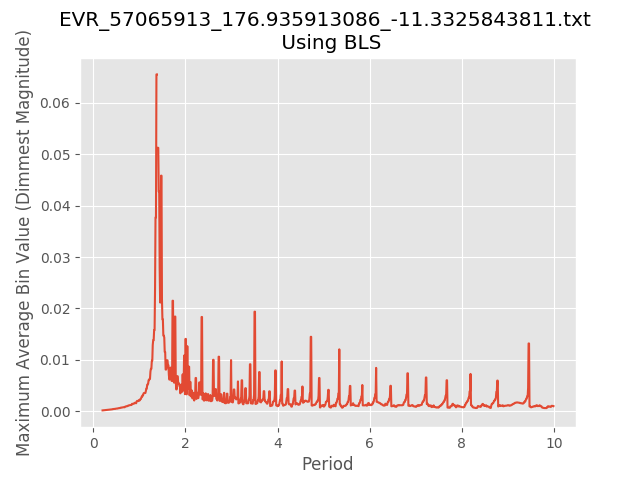 EVR_57065913_176.935913086_-11.3325843811.txt
Using BLS
Maximum Average Bin Value (Dimmest Magnitude)
0.06
0.05
0.04
0.03
0.02
0.01
0.00
0 2 4 6 8 10
Period